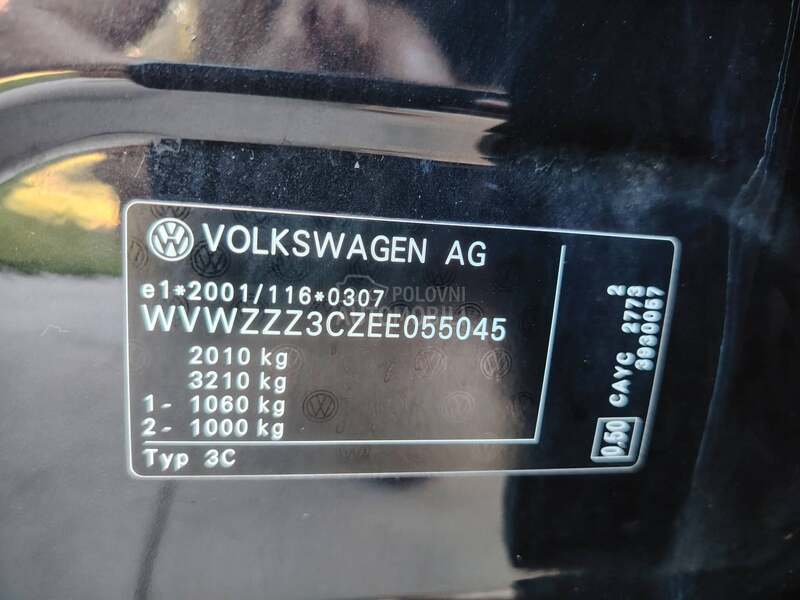 VOLKSWAGEN AG
e1*2001/116*0307
WVWZZZ3CZEE055045
2010 kg
3210 kg
1- 1060 kg
2- 1000 kg
Typ 3C
0.50 CAYC 2773 2
3930057
POLOVNI
AUTOMOBILI